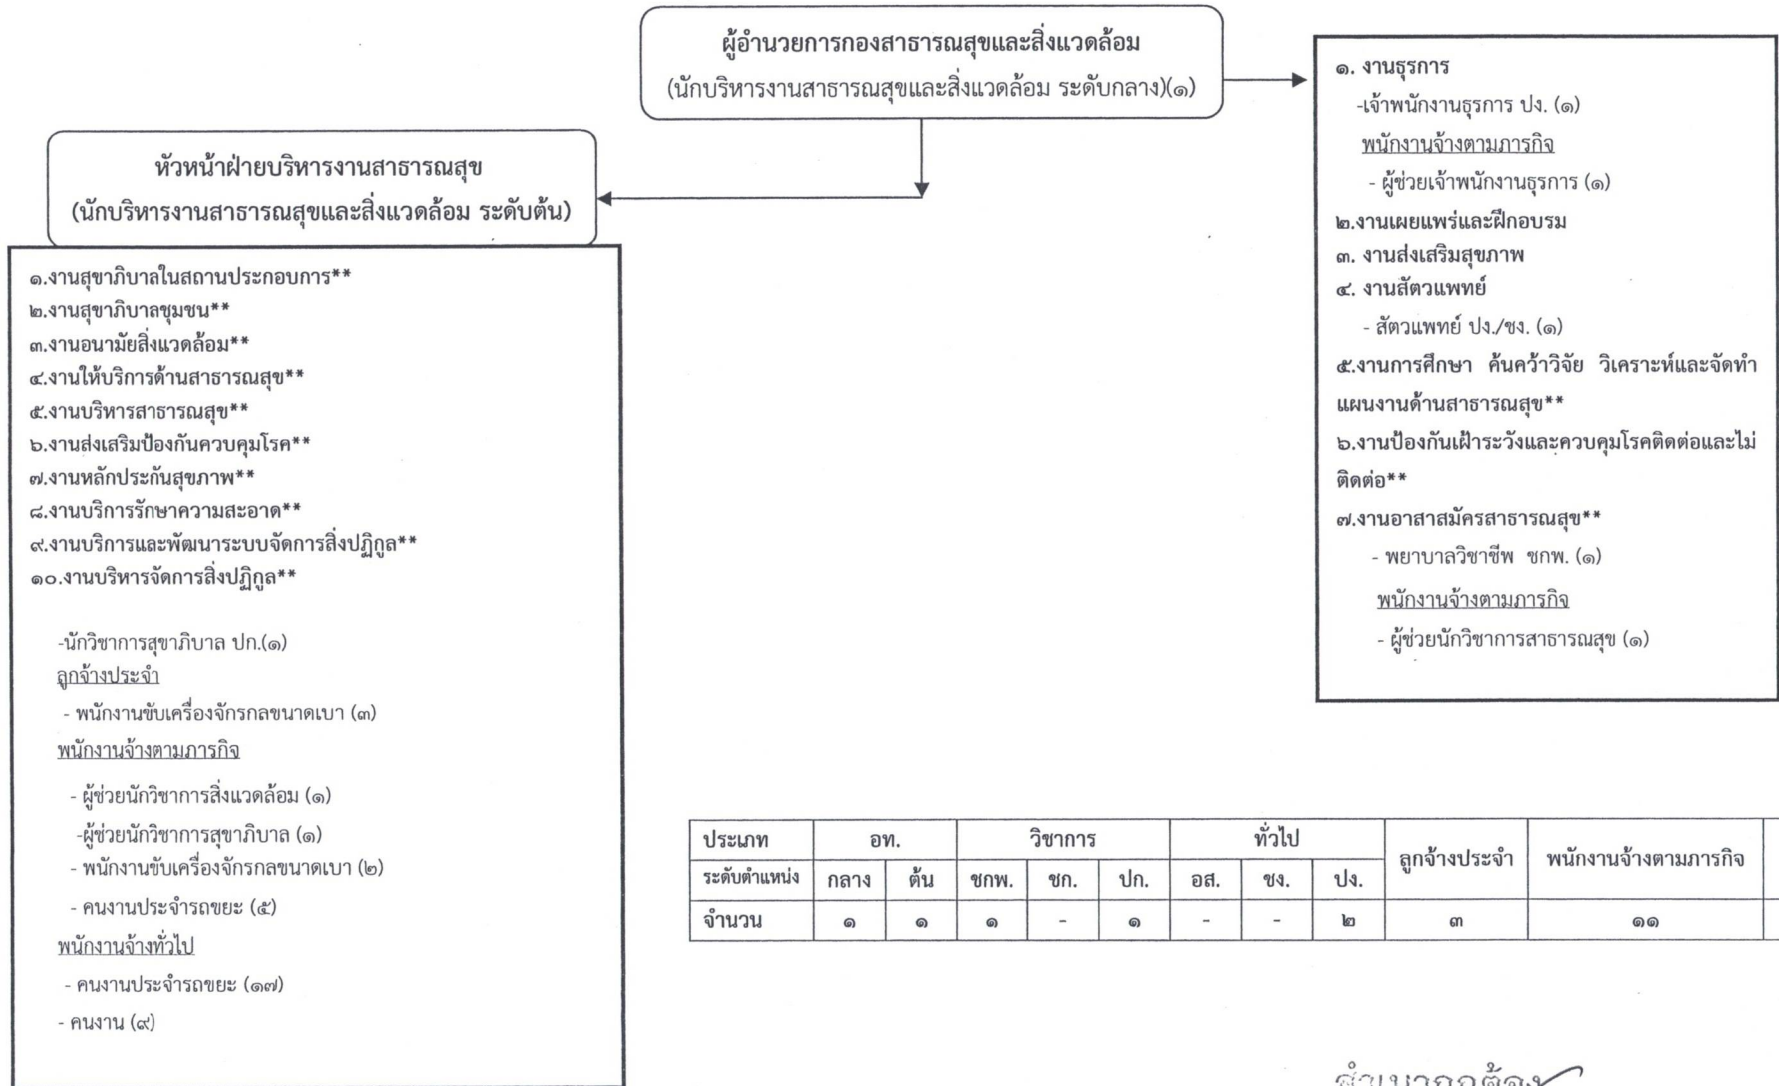 ผู้อำนวยการกองสาธารณสุขและสิ่งแวดล้อม
(นักบริหารงานสาธารณสุขและสิ่งแวดล้อม ระดับกลาง)(๑)
หัวหน้าฝ่ายบริหารงานสาธารณสุข
(นักบริหารงานสาธารณสุขและสิ่งแวดล้อม ระดับต้น)
๑.งานสุขาภิบาลในสถานประกอบการ**
๒.งานสุขาภิบาลชุมชน**
๓.งานอนามัยสิ่งแวดล้อม**
๔.งานให้บริการด้านสาธารณสุข**
๕.งานบริหารสาธารณสุข**
๖.งานส่งเสริมป้องกันควบคุมโรค**
๗.งานหลักประกันสุขภาพ**
๘.งานบริการรักษาความสะอาด**
๙.งานบริการและพัฒนาระบบจัดการสิ่งปฏิกูล**
๑๐.งานบริหารจัดการสิ่งปฏิกูล**
-นักวิชาการสุขาภิบาล ปก.(๑)
ลูกจ้างประจำ
- พนักงานขับเครื่องจักรกลขนาดเบา (๓)
พนักงานจ้างตามภารกิจ
- ผู้ช่วยนักวิชาการสิ่งแวดล้อม (๑)
-ผู้ช่วยนักวิชาการสุขาภิบาล (๑)
- พนักงานขับเครื่องจักรกลขนาดเบา (๒)
- คนงานประจำรถขยะ (๕)
พนักงานจ้างทั่วไป
- คนงานประจำรถขยะ (๑๗)
- คนงาน (๙)
๑. งานธุรการ
-เจ้าพนักงานธุรการ ปง. (๑)
พนักงานจ้างตามภารกิจ
- ผู้ช่วยเจ้าพนักงานธุรการ (๑)
๒.งานเผยแพร่และฝึกอบรม
๓. งานส่งเสริมสุขภาพ
๔. งานสัตวแพทย์
- สัตวแพทย์ ปง./ชง. (๑)
๕.งานการศึกษา ค้นคว้าวิจัย วิเคราะห์และจัดทำ
แผนงานด้านสาธารณสุข**
๖.งานป้องกันเฝ้าระวังและควบคุมโรคติดต่อและไม่
ติดต่อ**
๗.งานอาสาสมัครสาธารณสุข**
- พยาบาลวิชาชีพ ชกพ. (๑)
พนักงานจ้างตามภารกิจ
- ผู้ช่วยนักวิชาการสาธารณสุข (๑)
ประเภท อท. วิชาการ ทั่วไป ลูกจ้างประจำ พนักงานจ้างตามภารกิจ
ระดับตำแหน่ง กลาง ต้น ชกพ. ชก. ปก. อส. ชง. ปง.
จำนวน ๑ ๑ ๑ - ๑ - - ๒ ๓ ๑๑
สำเนาถูกต้อง